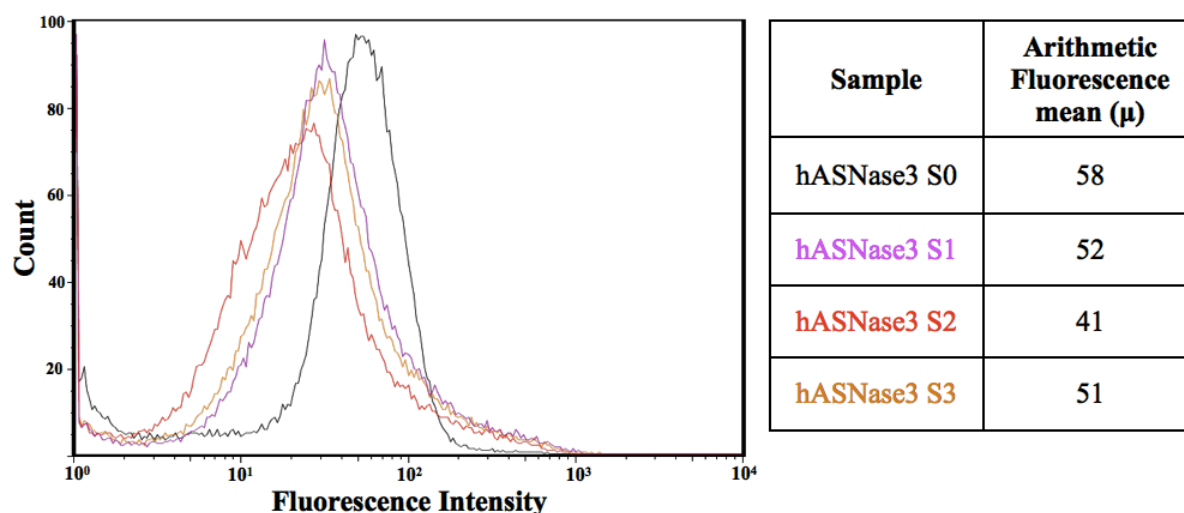 100
80
60
40
20
Count
10⁰
10¹
10²
10³
10⁴
Fluorescence Intensity
Sample
Arithmetic
Fluorescence
mean (μ)
hASNase3 S0
58
hASNase3 S1
52
hASNase3 S2
41
hASNase3 S3
51